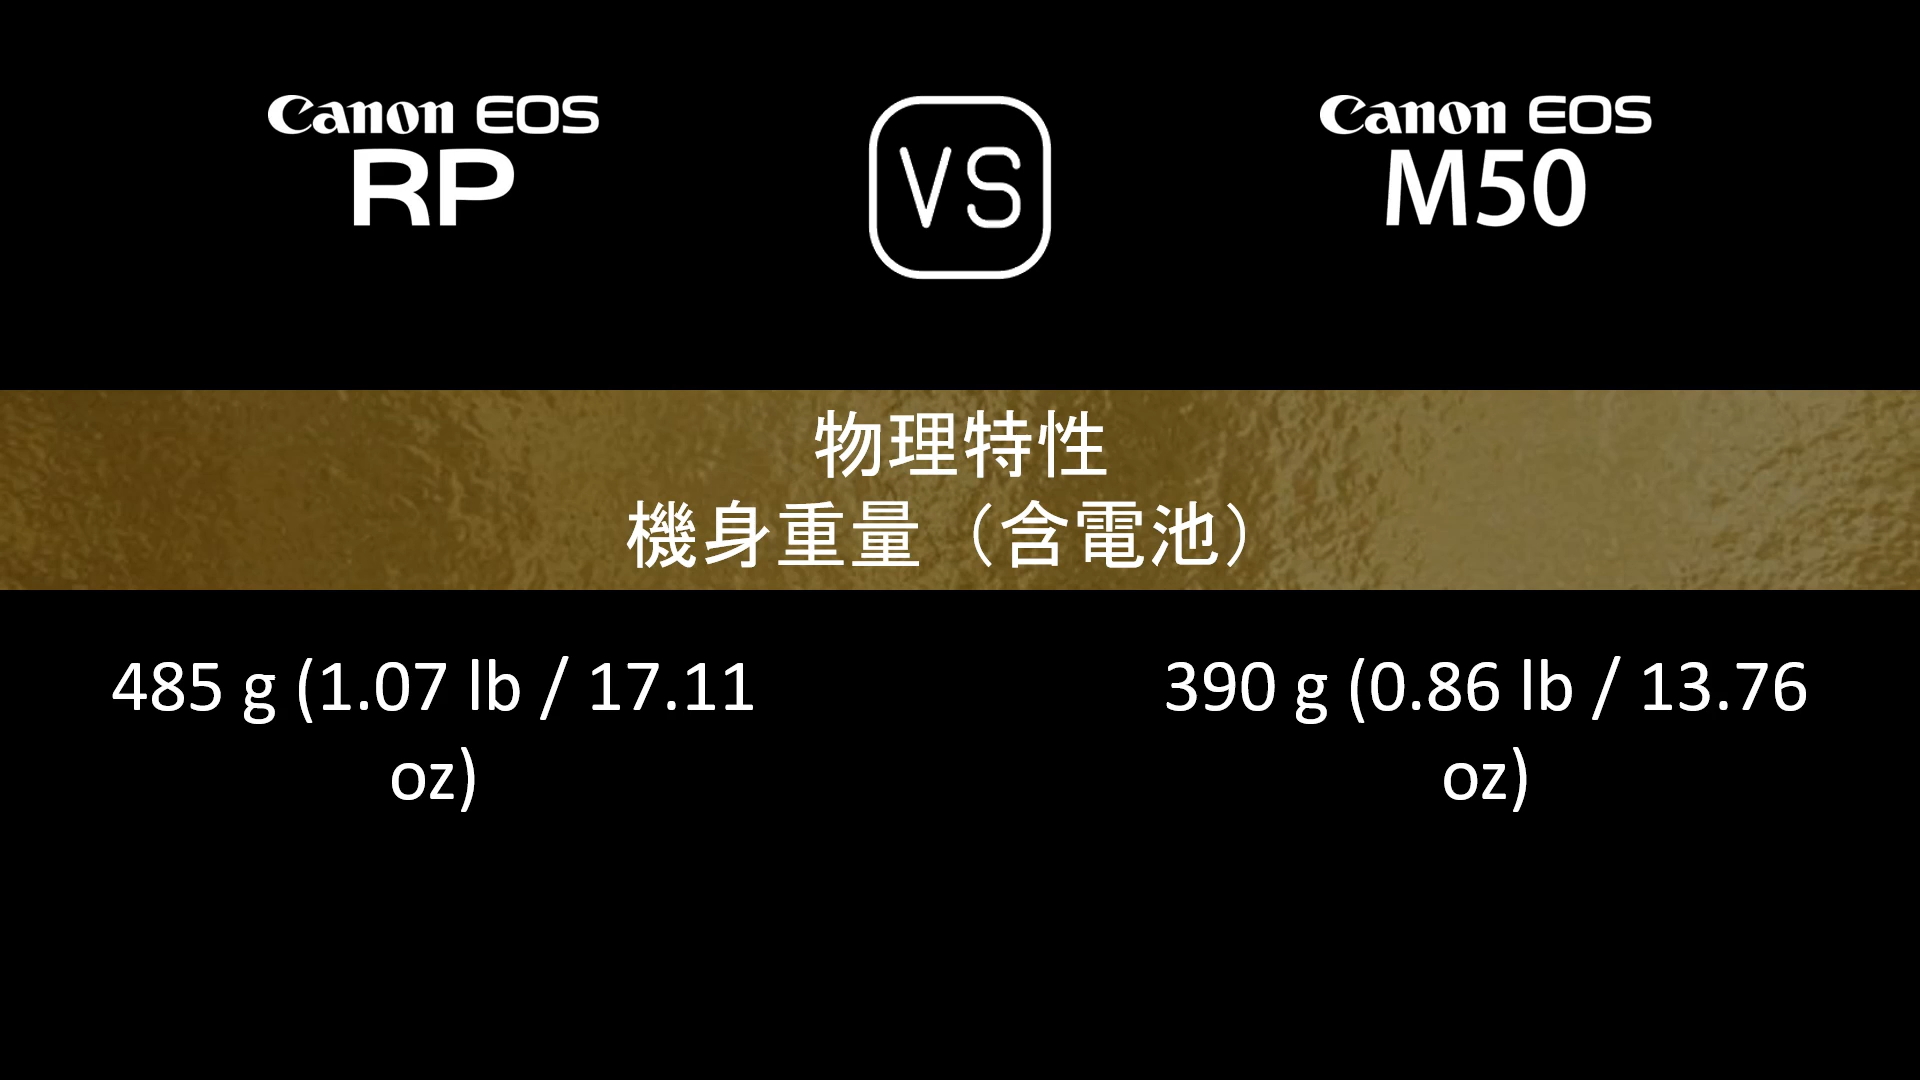 Canon EOS
RP
VS
Canon EOS
M50
物理特性
機身重量（含電池）
485 g (1.07 lb / 17.11
oz)
390 g (0.86 lb / 13.76
oz)